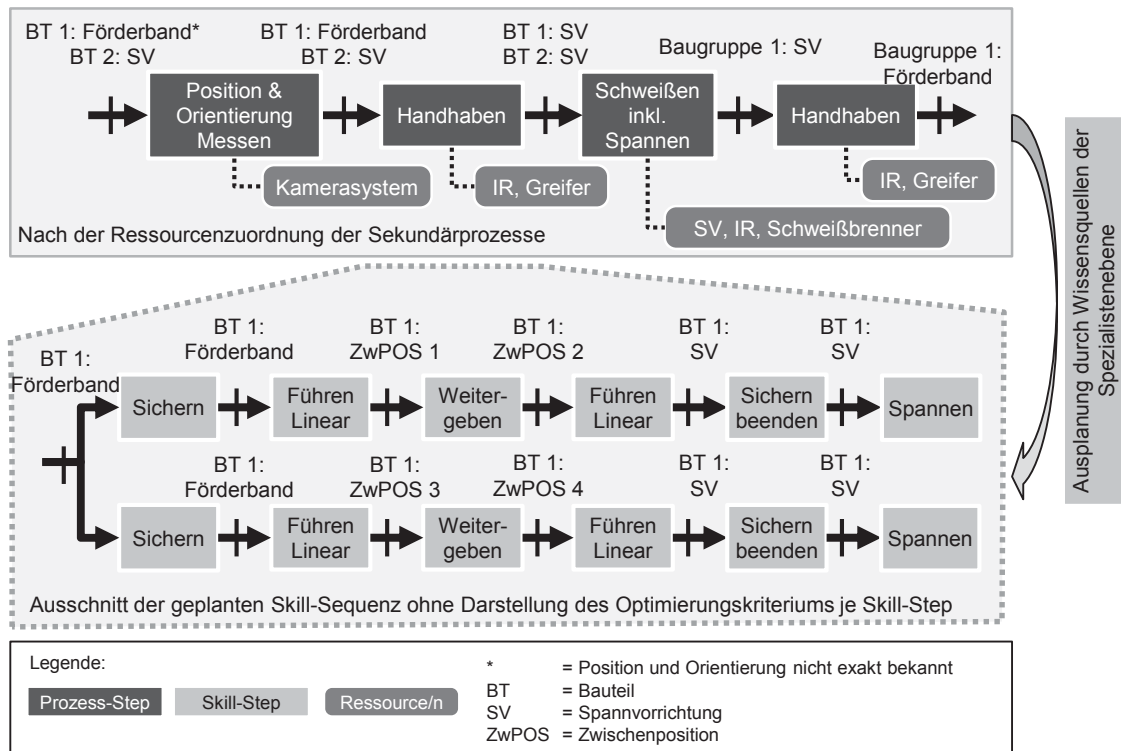 BT 1: Förderband*
BT 2: SV
BT 1: Förderband
BT 2: SV
BT 1: SV
BT 2: SV
Baugruppe 1: SV
Baugruppe 1:
Förderband
Position &
Orientierung
Messen
Handhaben
Schweißen
inkl.
Spannen
Handhaben
Kamerasystem
IR, Greifer
SV, IR, Schweißbrenner
IR, Greifer
Nach der Ressourcenzuordnung der Sekundärprozesse
Ausplanung durch Wissensquellen der
Spezialistenebene
BT 1:
Förderband
BT 1:
Förderband
BT 1:
ZwPOS 1
BT 1:
ZwPOS 2
BT 1:
SV
BT 1:
SV
Sichern
Führen
Linear
Weiter-
geben
Führen
Linear
Sichern
beenden
Spannen
BT 1:
Förderband
BT 1:
ZwPOS 3
BT 1:
ZwPOS 4
BT 1:
SV
BT 1:
SV
Sichern
Führen
Linear
Weiter-
geben
Führen
Linear
Sichern
beenden
Spannen
Ausschnitt der geplanten Skill-Sequenz ohne Darstellung des Optimierungskriteriums je Skill-Step
Legende:
Prozess-Step
Skill-Step
Ressource/n
* = Position und Orientierung nicht exakt bekannt
BT = Bauteil
SV = Spannvorrichtung
ZwPOS = Zwischenposition